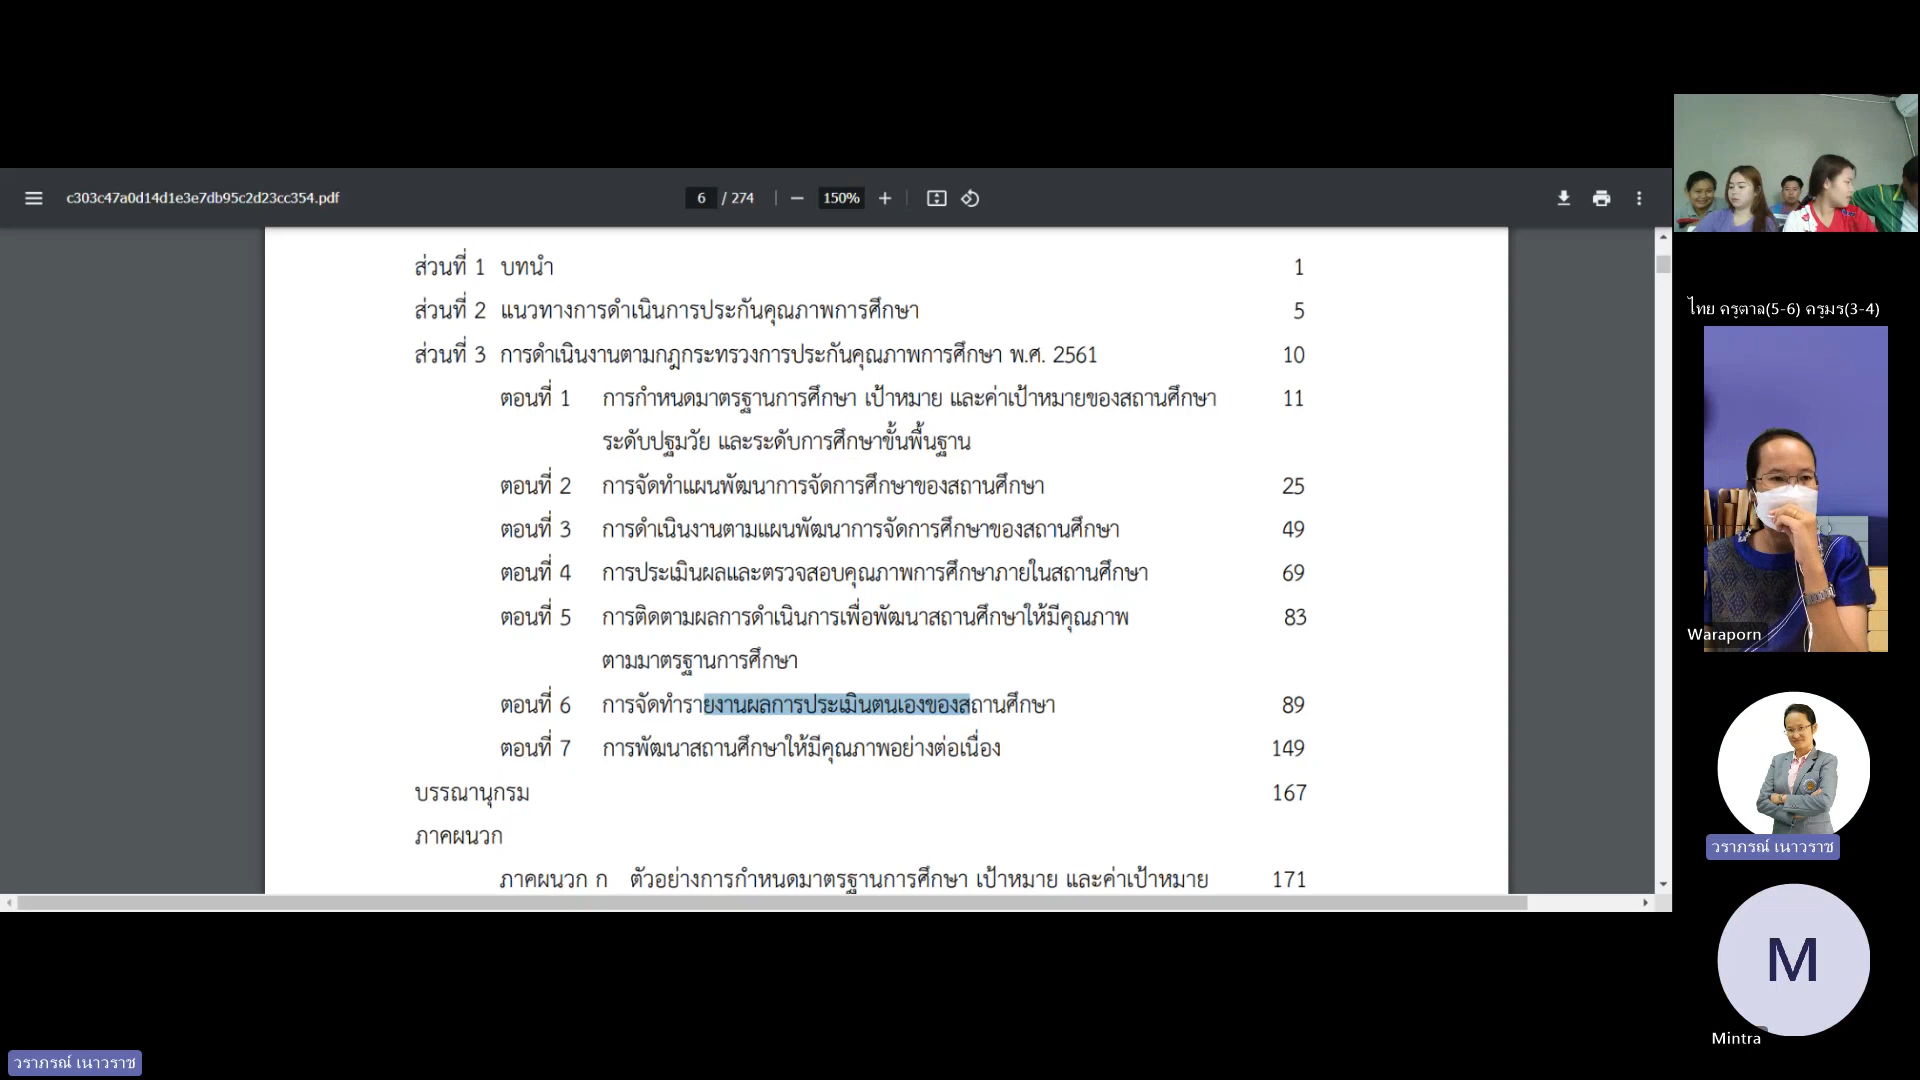 c303c47a0d14d1e3e7db95c2d23cc354.pdf
6 / 274
150%
ส่วนที่ 1 บทนำ 1
ส่วนที่ 2 แนวทางการดำเนินการประกันคุณภาพการศึกษา 5
ส่วนที่ 3 การดำเนินงานตามกฎกระทรวงการประกันคุณภาพการศึกษา พ.ศ. 2561 10
ตอนที่ 1 การกำหนดมาตรฐานการศึกษา เป้าหมาย และค่าเป้าหมายของสถานศึกษา 11
ระดับปฐมวัย และระดับการศึกษาขั้นพื้นฐาน
ตอนที่ 2 การจัดทำแผนพัฒนาการจัดการศึกษาของสถานศึกษา 25
ตอนที่ 3 การดำเนินงานตามแผนพัฒนาการจัดการศึกษาของสถานศึกษา 49
ตอนที่ 4 การประเมินผลและตรวจสอบคุณภาพการศึกษาภายในสถานศึกษา 69
ตอนที่ 5 การติดตามผลการดำเนินการเพื่อพัฒนาสถานศึกษาให้มีคุณภาพ 83
ตามมาตรฐานการศึกษา
ตอนที่ 6 การจัดทำรายงานผลการประเมินตนเองของสถานศึกษา 89
ตอนที่ 7 การพัฒนาสถานศึกษาให้มีคุณภาพอย่างต่อเนื่อง 149
บรรณานุกรม 167
ภาคผนวก
ภาคผนวก ก ตัวอย่างการกำหนดมาตรฐานการศึกษา เป้าหมาย และค่าเป้าหมาย 171
ไทย ครูตาล(5-6) ครูมร(3-4)
Waraporn
วราภรณ์ เนาวราช
M
Mintra
วราภรณ์ เนาวราช